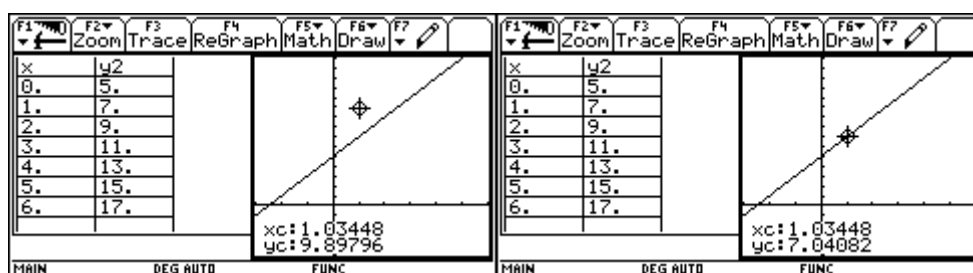 F1 F2 F3 F4 F5 F6 F7
Zoom Trace ReGraph Math Draw
x y2
0. 5.
1. 7.
2. 9.
3. 11.
4. 13.
5. 15.
6. 17.
xc:1.03448
yc:9.89796
MAIN DEG AUTO FUNC
F1 F2 F3 F4 F5 F6 F7
Zoom Trace ReGraph Math Draw
x y2
0. 5.
1. 7.
2. 9.
3. 11.
4. 13.
5. 15.
6. 17.
xc:1.03448
yc:7.04082
MAIN DEG AUTO FUNC